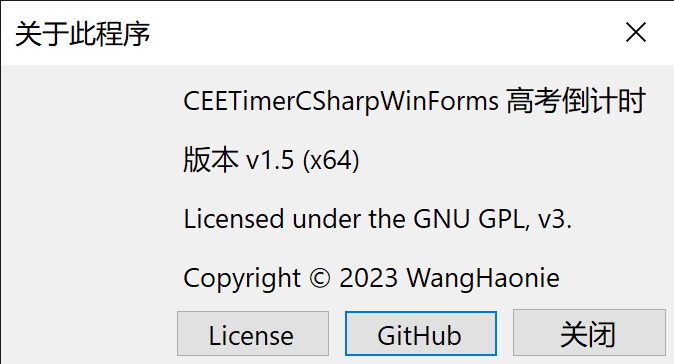 关于此程序
CEETimerCSharpWinForms 高考倒计时
版本 v1.5 (x64)
Licensed under the GNU GPL, v3.
Copyright © 2023 WangHaonie
License GitHub 关闭